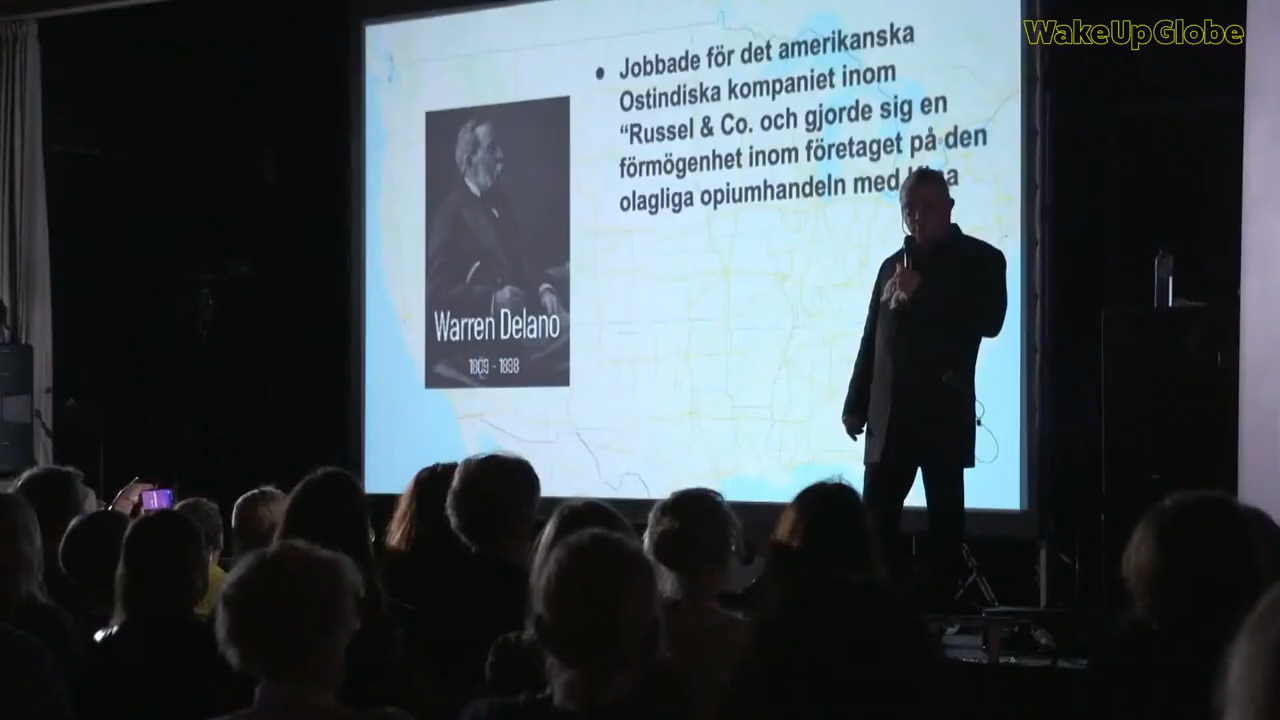 WakeUpGlobe
• Jobbade för det amerikanska
Ostindiska kompaniet inom
“Russel & Co. och gjorde sig en
förmögenhet inom företaget på den
olagliga opiumhandeln med
Warren Delano
1809 - 1898